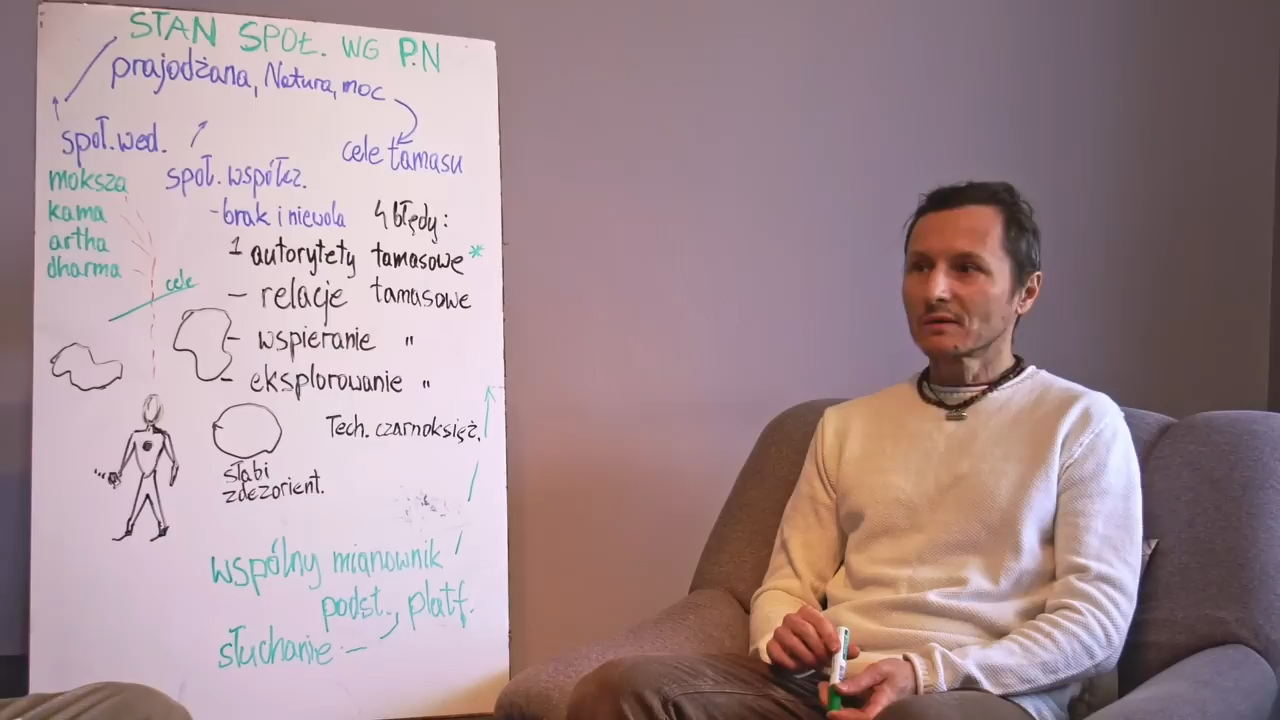 STAN SPOŁ. WG P.N
prajodżana, Natura, moc
społ. wed.
cele tamasu
moksza
kama
artha
dharma
cele
społ. współcz.
- brak i niewola
4 błędy:
1 autorytety tamasowe *
- relacje tamasowe
- wspieranie "
- eksplorowanie "
Tech. czarnoksięż.
słabi
zdezorient.
wspólny mianownik
podst., platf.
słuchanie -